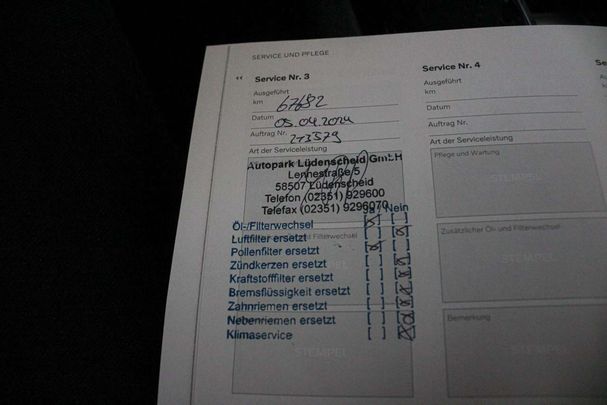 SERVICE UND PFLEGE
‹‹ Service Nr. 3
Ausgeführt
km 67682
Datum 05.04.2024
Auftrag Nr. 213579
Art der Serviceleistung
Autopark Lüdenscheid GmbH
Lennestraße 5
58507 Lüdenscheid
Telefon (02351) 929600
Telefax (02351) 9296070
Ja Nein
Öl-/Filterwechsel [X] [ ]
Luftfilter ersetzt [ ] [X]
Pollenfilter ersetzt [X] [ ]
Zündkerzen ersetzt [ ] [X]
Kraftstofffilter ersetzt [ ] [X]
Bremsflüssigkeit ersetzt [ ] [X]
Zahnriemen ersetzt [ ] [X]
Nebenriemen ersetzt [ ] [X]
Klimaservice [ ] [X]
STEMPEL
Service Nr. 4
Ausgeführt
km
Datum
Auftrag Nr.
Art der Serviceleistung
Pflege und Wartung
STEMPEL
Zusätzlicher Öl- und Filterwechsel
STEMPEL
Bemerkung
STEMPEL